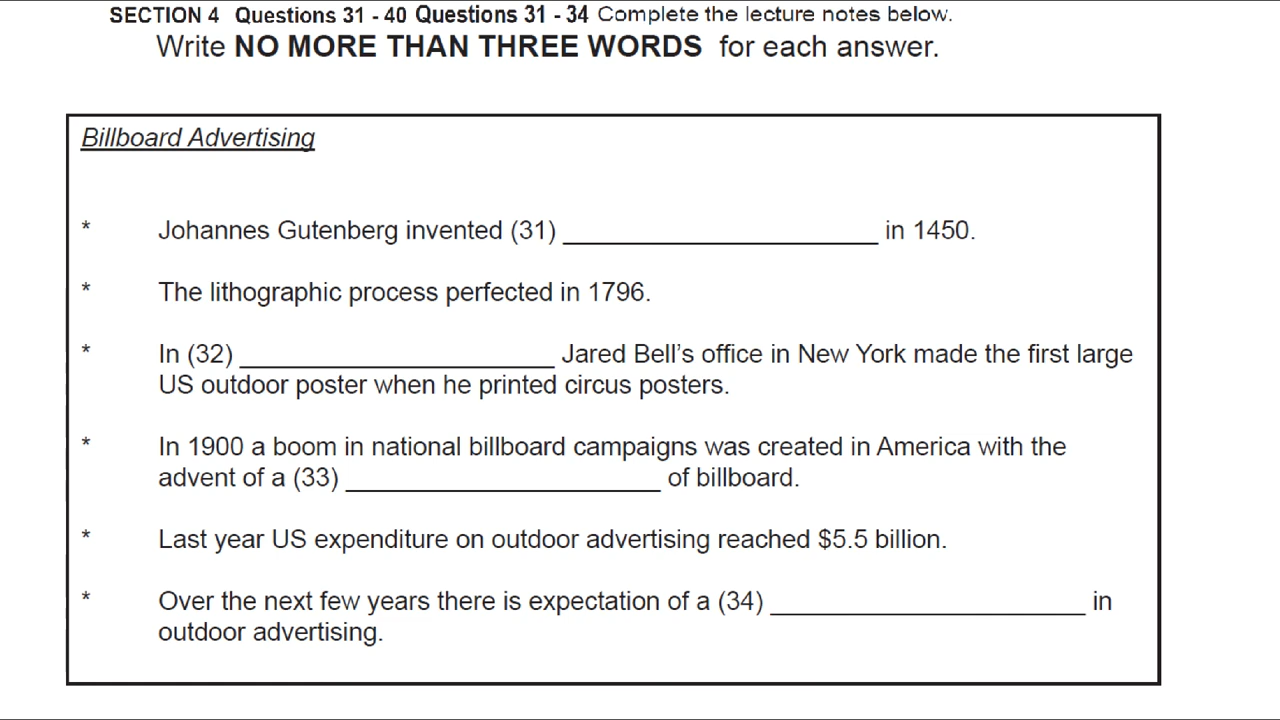 SECTION 4 Questions 31 - 40 Questions 31 - 34 Complete the lecture notes below.
Write NO MORE THAN THREE WORDS for each answer.
Billboard Advertising
* Johannes Gutenberg invented (31) ______________________ in 1450.
* The lithographic process perfected in 1796.
* In (32) ______________________ Jared Bell's office in New York made the first large
US outdoor poster when he printed circus posters.
* In 1900 a boom in national billboard campaigns was created in America with the
advent of a (33) ______________________ of billboard.
* Last year US expenditure on outdoor advertising reached $5.5 billion.
* Over the next few years there is expectation of a (34) ______________________ in
outdoor advertising.